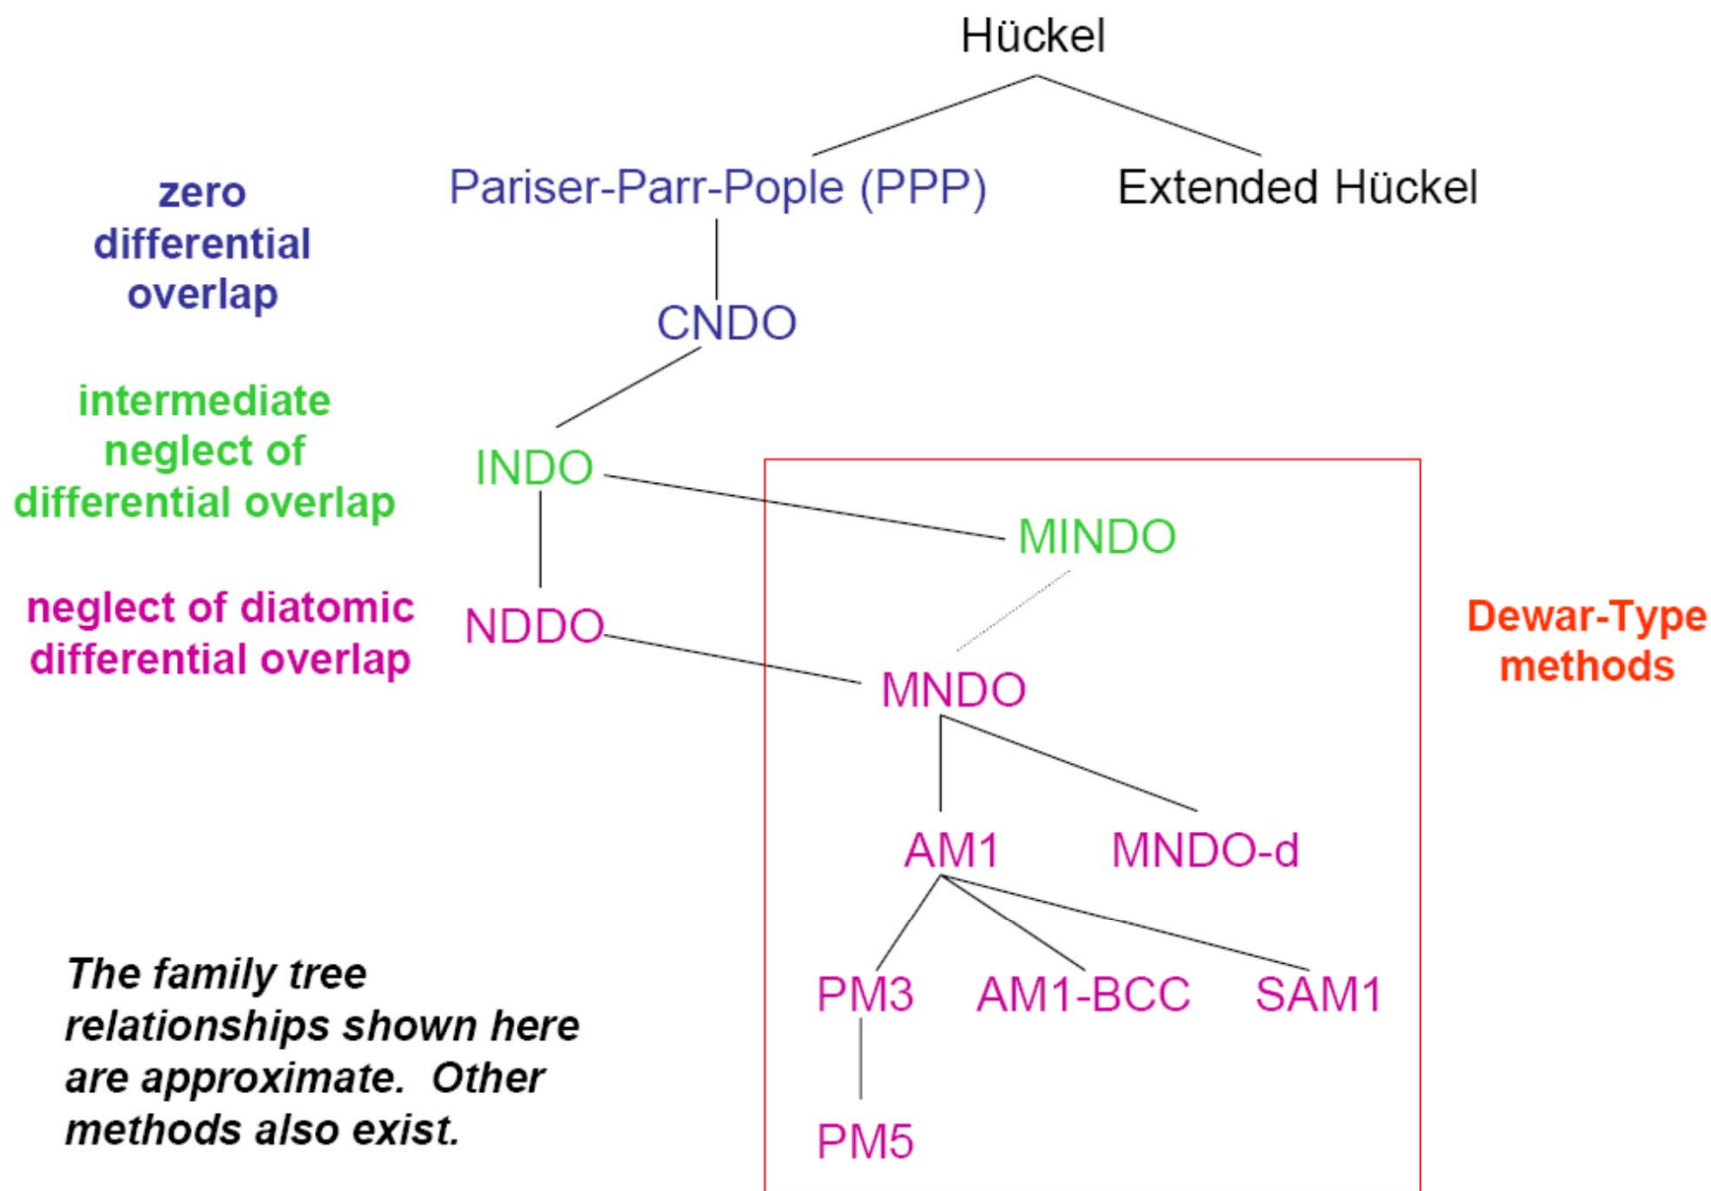 Hückel
Pariser-Parr-Pople (PPP)
Extended Hückel
zero
differential
overlap
CNDO
intermediate
neglect of
differential overlap
INDO
MINDO
neglect of diatomic
differential overlap
NDDO
Dewar-Type
methods
MNDO
AM1
MNDO-d
PM3
AM1-BCC
SAM1
The family tree
relationships shown here
are approximate.  Other
methods also exist.
PM5